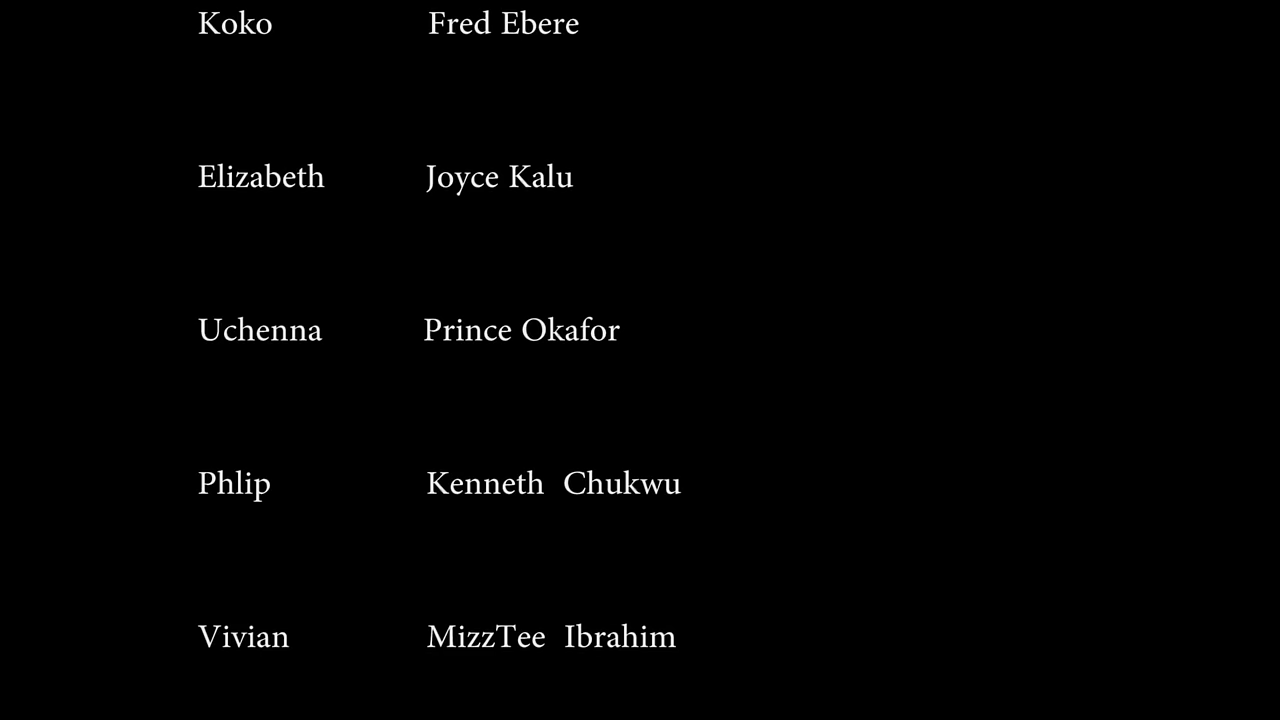 Koko Fred Ebere
Elizabeth Joyce Kalu
Uchenna Prince Okafor
Phlip Kenneth Chukwu
Vivian MizzTee Ibrahim